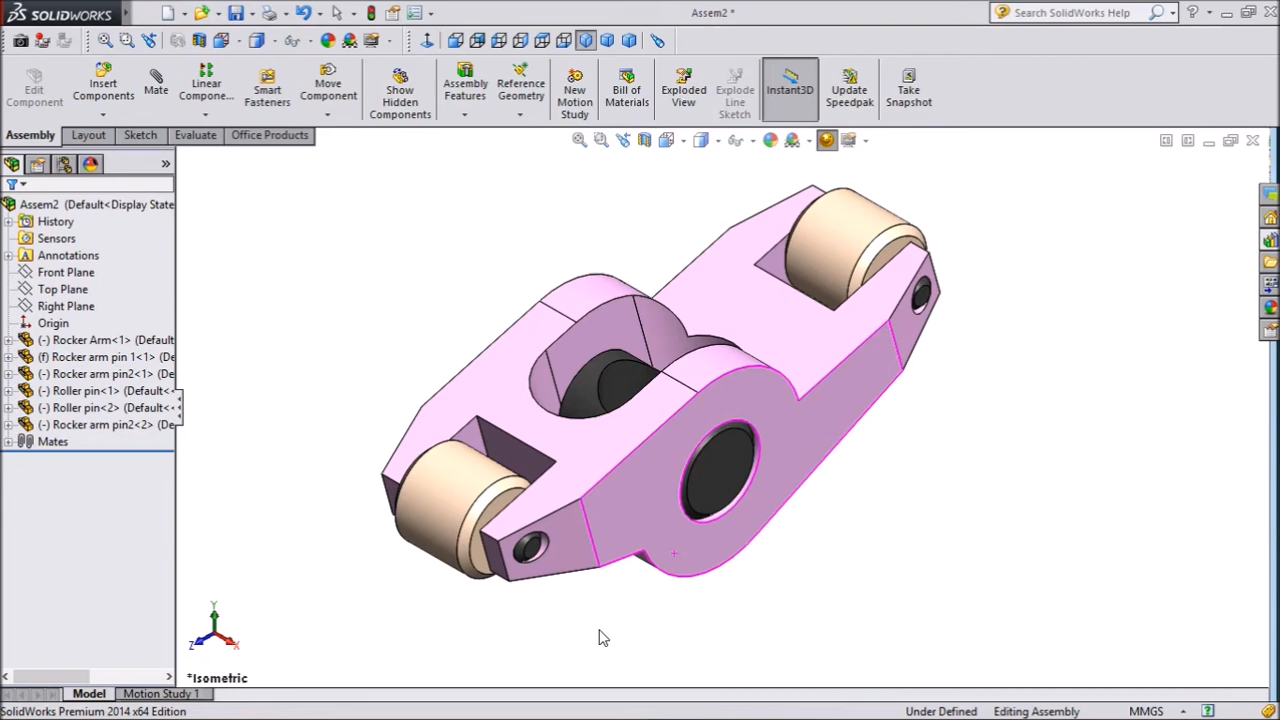 SOLIDWORKS
Assem2 *
Search SolidWorks Help
Edit Component
Insert Components
Mate
Linear Compone...
Smart Fasteners
Move Component
Show Hidden Components
Assembly Features
Reference Geometry
New Motion Study
Bill of Materials
Exploded View
Explode Line Sketch
Instant3D
Update Speedpak
Take Snapshot
Assembly
Layout
Sketch
Evaluate
Office Products
Assem2 (Default<Display State
History
Sensors
Annotations
Front Plane
Top Plane
Right Plane
Origin
(-) Rocker Arm<1> (Default
(f) Rocker arm pin 1<1> (De
(-) Rocker arm pin2<1> (De
(-) Roller pin<1> (Default<
(-) Roller pin<2> (Default<
(-) Rocker arm pin2<2> (De
Mates
Y
Z
X
*Isometric
Model
Motion Study 1
SolidWorks Premium 2014 x64 Edition
Under Defined
Editing Assembly
MMGS